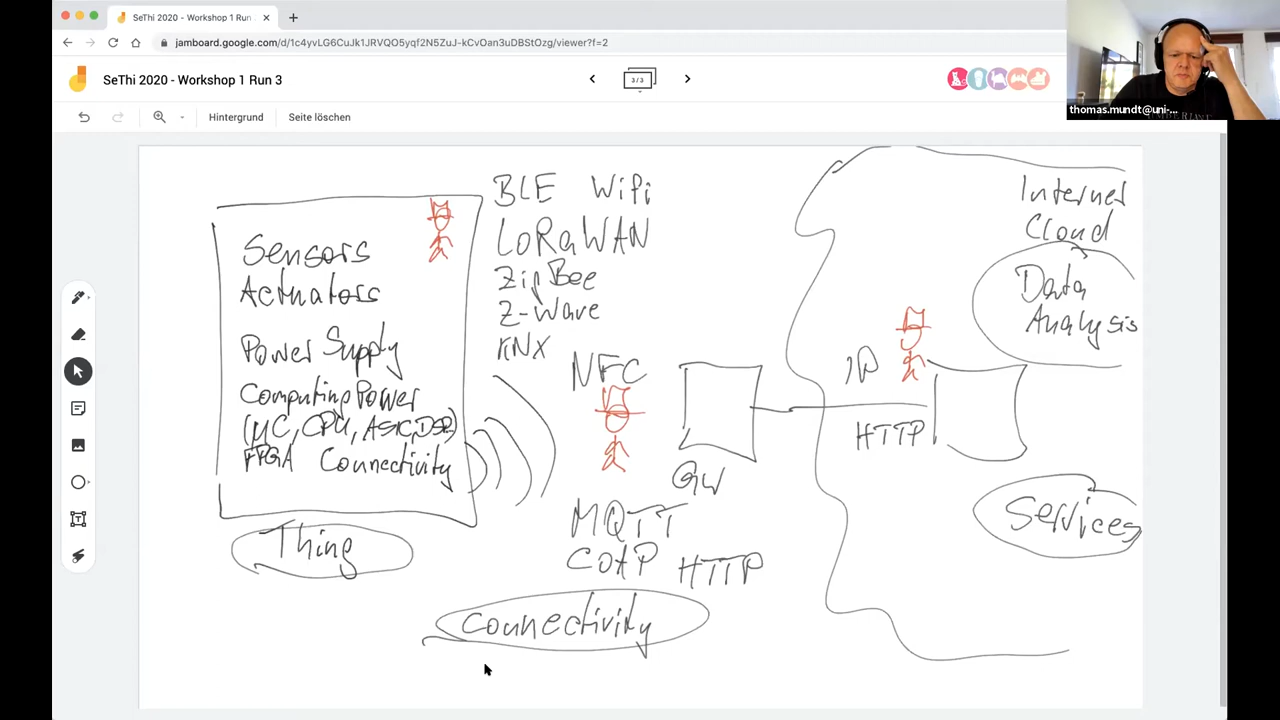 SeThi 2020 - Workshop 1 Run
jamboard.google.com/d/1c4yvLG6CuJk1JRVQO5yqf2N5ZuJ-kCvOan3uDBStOzg/viewer?f=2
SeThi 2020 - Workshop 1 Run 3
3/3
thomas.mundt@uni-...
Hintergrund
Seite löschen
Sensors
Actuators
Power Supply
Computing Power
(µC, CPU, ASIC, DSP)
FPGA Connectivity
Thing
BLE Wifi
LoRaWAN
ZigBee
Z-Wave
KNX
NFC
GW
MQTT
CoAP HTTP
Connectivity
IP
HTTP
Internet
Cloud
Data
Analysis
Services